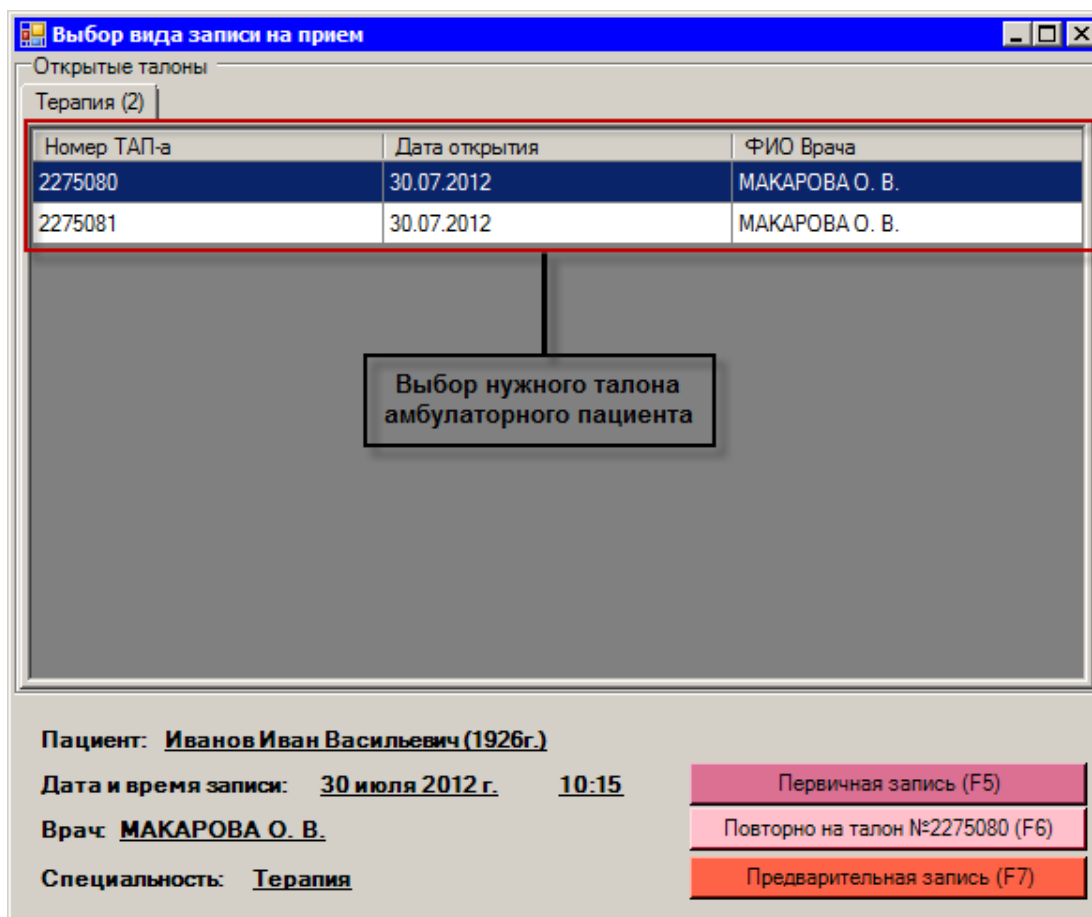 Выбор вида записи на прием
Открытые талоны
Терапия (2)
Номер ТАП-а Дата открытия ФИО Врача
2275080 30.07.2012 МАКАРОВА О. В.
2275081 30.07.2012 МАКАРОВА О. В.
Выбор нужного талона
амбулаторного пациента
Пациент: Иванов Иван Васильевич (1926г.)
Дата и время записи: 30 июля 2012 г. 10:15
Первичная запись (F5)
Врач: МАКАРОВА О. В.
Повторно на талон №2275080 (F6)
Специальность: Терапия
Предварительная запись (F7)